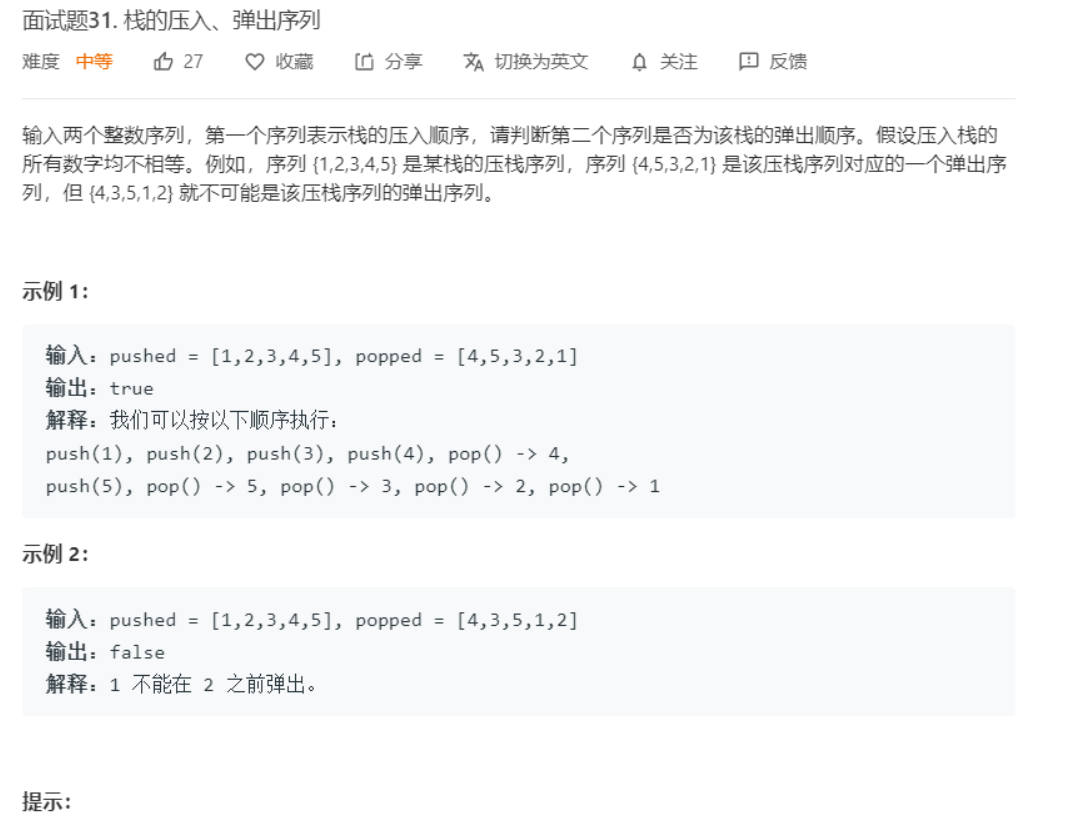 面试题31. 栈的压入、弹出序列
难度 中等 27 收藏 分享 切换为英文 关注 反馈
输入两个整数序列，第一个序列表示栈的压入顺序，请判断第二个序列是否为该栈的弹出顺序。假设压入栈的
所有数字均不相等。例如，序列 {1,2,3,4,5} 是某栈的压栈序列，序列 {4,5,3,2,1} 是该压栈序列对应的一个弹出序
列，但 {4,3,5,1,2} 就不可能是该压栈序列的弹出序列。
示例 1：
输入：pushed = [1,2,3,4,5], popped = [4,5,3,2,1]
输出：true
解释：我们可以按以下顺序执行：
push(1), push(2), push(3), push(4), pop() -> 4,
push(5), pop() -> 5, pop() -> 3, pop() -> 2, pop() -> 1
示例 2：
输入：pushed = [1,2,3,4,5], popped = [4,3,5,1,2]
输出：false
解释：1 不能在 2 之前弹出。
提示：